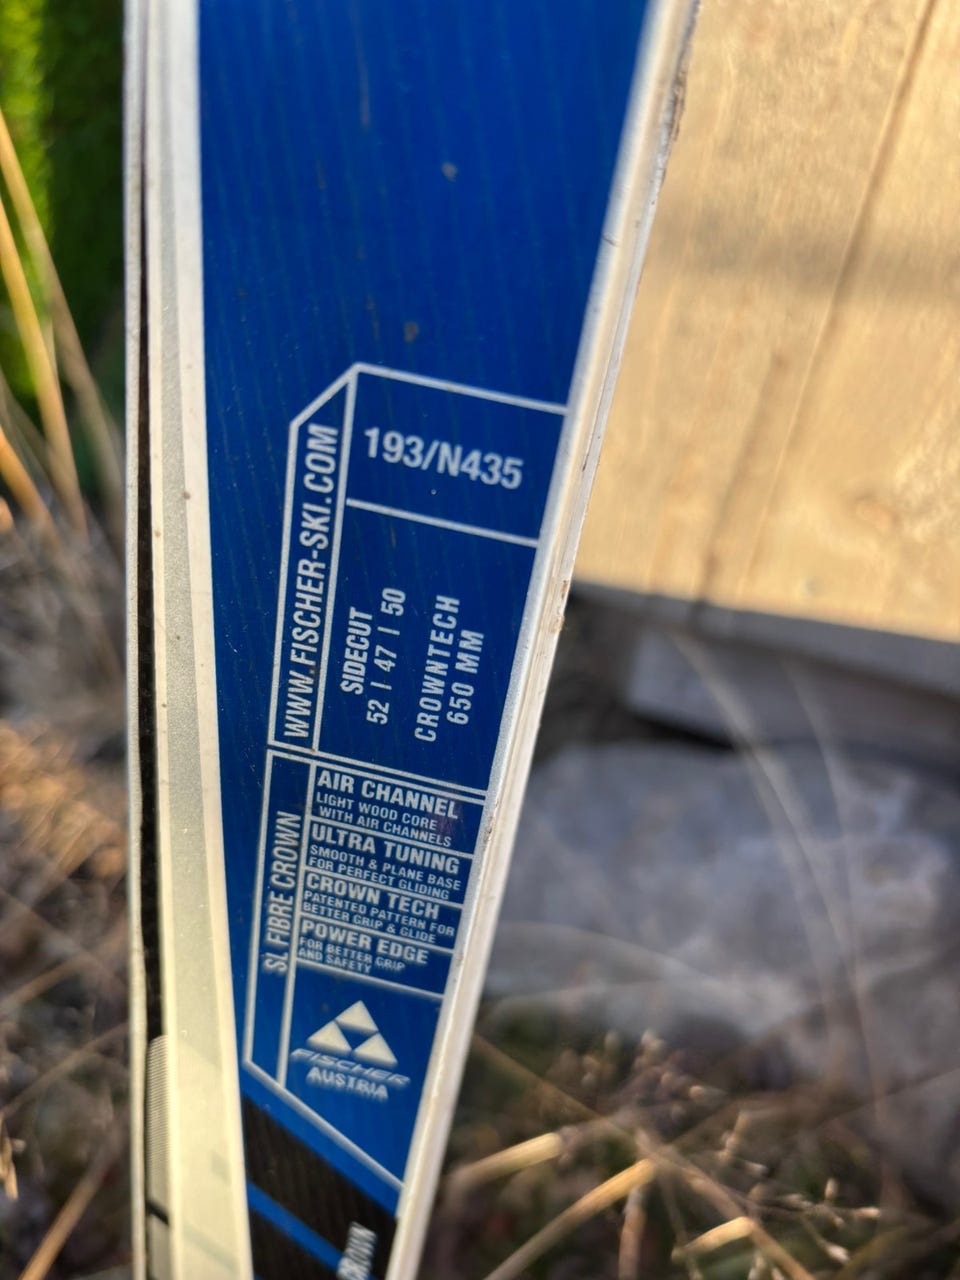 193/N435
WWW.FISCHER-SKI.COM
SIDECUT
52 | 47 | 50
CROWNTECH
650 MM
SL FIBRE CROWN
AIR CHANNEL
LIGHT WOOD CORE
WITH AIR CHANNELS
ULTRA TUNING
SMOOTH & PLANE BASE
FOR PERFECT GLIDING
CROWN TECH
PATENTED PATTERN FOR
BETTER GRIP & GLIDE
POWER EDGE
FOR BETTER GRIP
AND SAFETY
FISCHER
AUSTRIA
CROWN